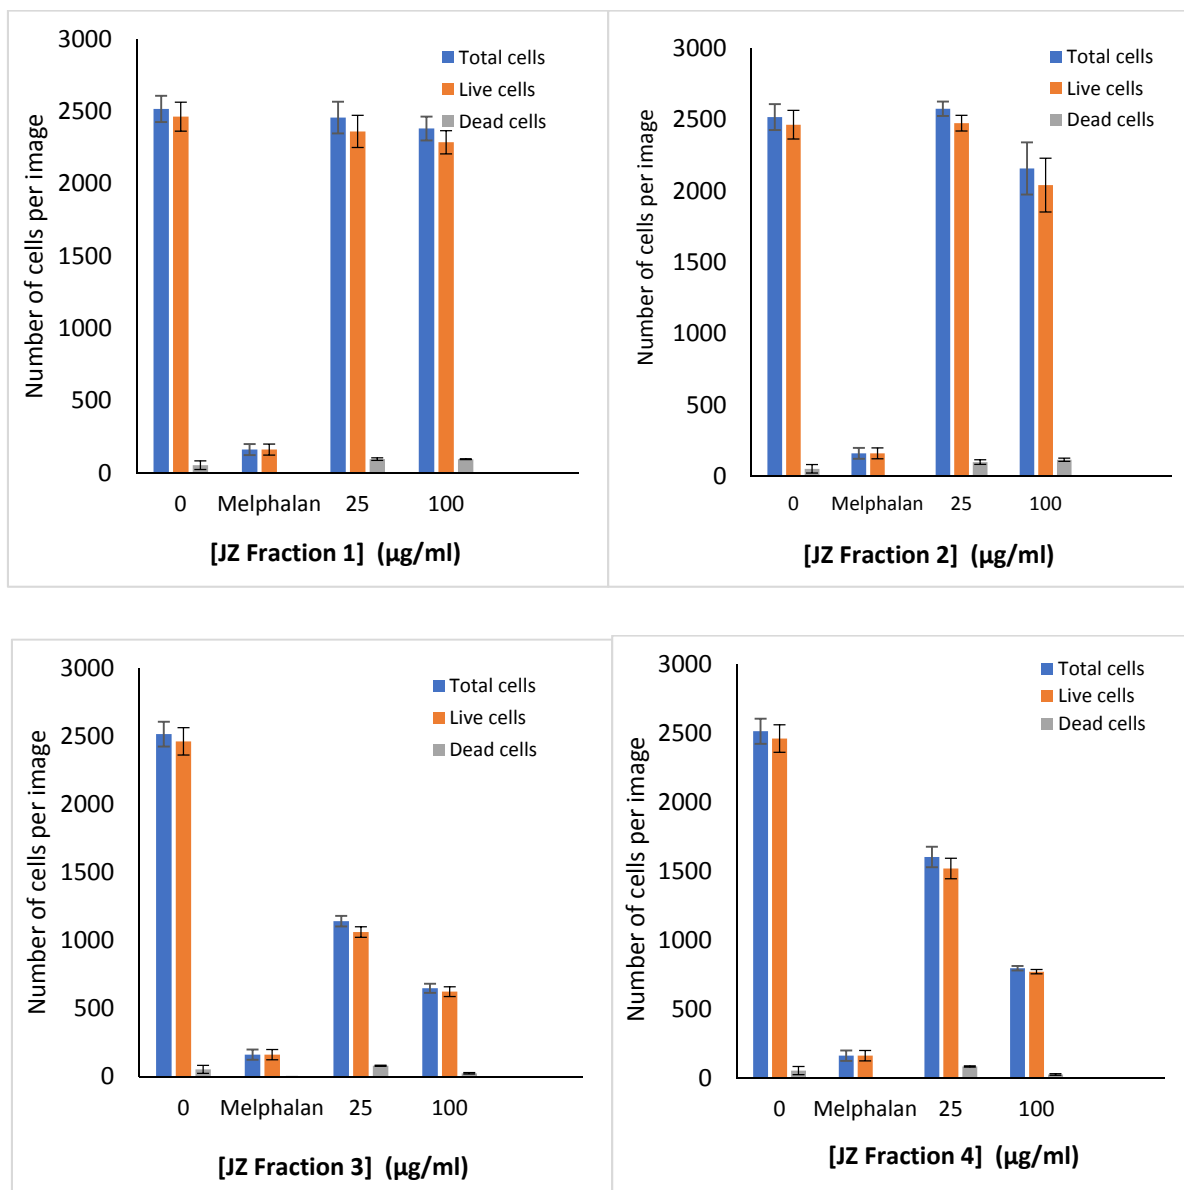 3000
2500
2000
1500
1000
500
0
Number of cells per image
Total cells
Live cells
Dead cells
0 Melphalan 25 100
[JZ Fraction 1] (µg/ml)
3000
2500
2000
1500
1000
500
0
Number of cells per image
Total cells
Live cells
Dead cells
0 Melphalan 25 100
[JZ Fraction 2] (µg/ml)
3000
2500
2000
1500
1000
500
0
Number of cells per image
Total cells
Live cells
Dead cells
0 Melphalan 25 100
[JZ Fraction 3] (µg/ml)
3000
2500
2000
1500
1000
500
0
Number of cells per image
Total cells
Live cells
Dead cells
0 Melphalan 25 100
[JZ Fraction 4] (µg/ml)